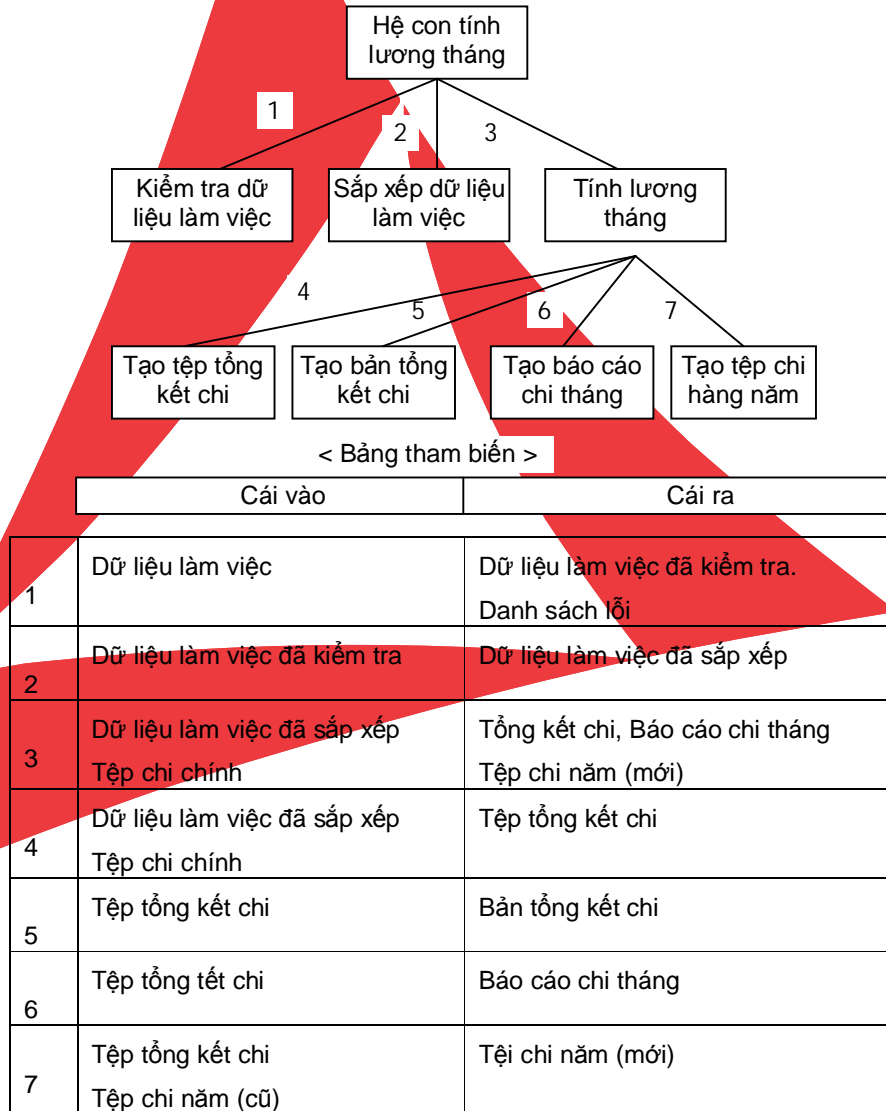 Hệ con tính
lương tháng
1
2
3
Kiểm tra dữ
liệu làm việc
Sắp xếp dữ liệu
làm việc
Tính lương
tháng
4
5
6
7
Tạo tệp tổng
kết chi
Tạo bản tổng
kết chi
Tạo báo cáo
chi tháng
Tạo tệp chi
hàng năm
< Bảng tham biến >
Cái vào
Cái ra
1
Dữ liệu làm việc
Dữ liệu làm việc đã kiểm tra.
Danh sách lỗi
2
Dữ liệu làm việc đã kiểm tra
Dữ liệu làm việc đã sắp xếp
3
Dữ liệu làm việc đã sắp xếp
Tệp chi chính
Tổng kết chi, Báo cáo chi tháng
Tệp chi năm (mới)
4
Dữ liệu làm việc đã sắp xếp
Tệp chi chính
Tệp tổng kết chi
5
Tệp tổng kết chi
Bản tổng kết chi
6
Tệp tổng tết chi
Báo cáo chi tháng
7
Tệp tổng kết chi
Tệp chi năm (cũ)
Tệi chi năm (mới)